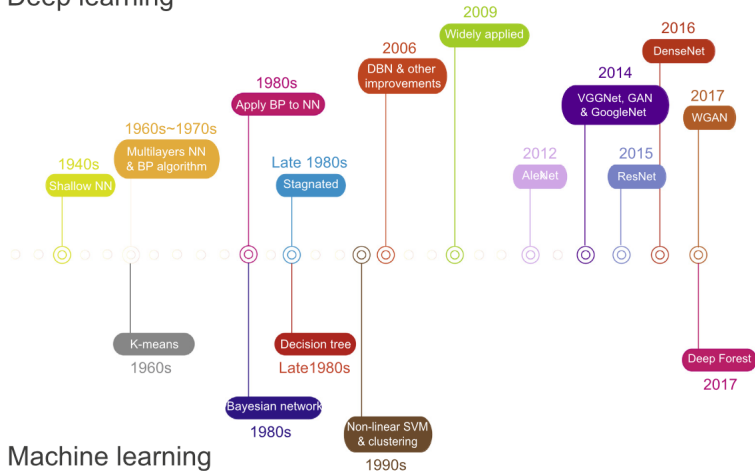 Deep learning
1940s
Shallow NN
1960s~1970s
Multilayers NN
& BP algorithm
1980s
Apply BP to NN
Late 1980s
Stagnated
2006
DBN & other
improvements
2009
Widely applied
2012
AlexNet
2014
VGGNet, GAN
& GoogleNet
2015
ResNet
2016
DenseNet
2017
WGAN
K-means
1960s
Bayesian network
1980s
Decision tree
Late1980s
Non-linear SVM
& clustering
1990s
Deep Forest
2017
Machine learning